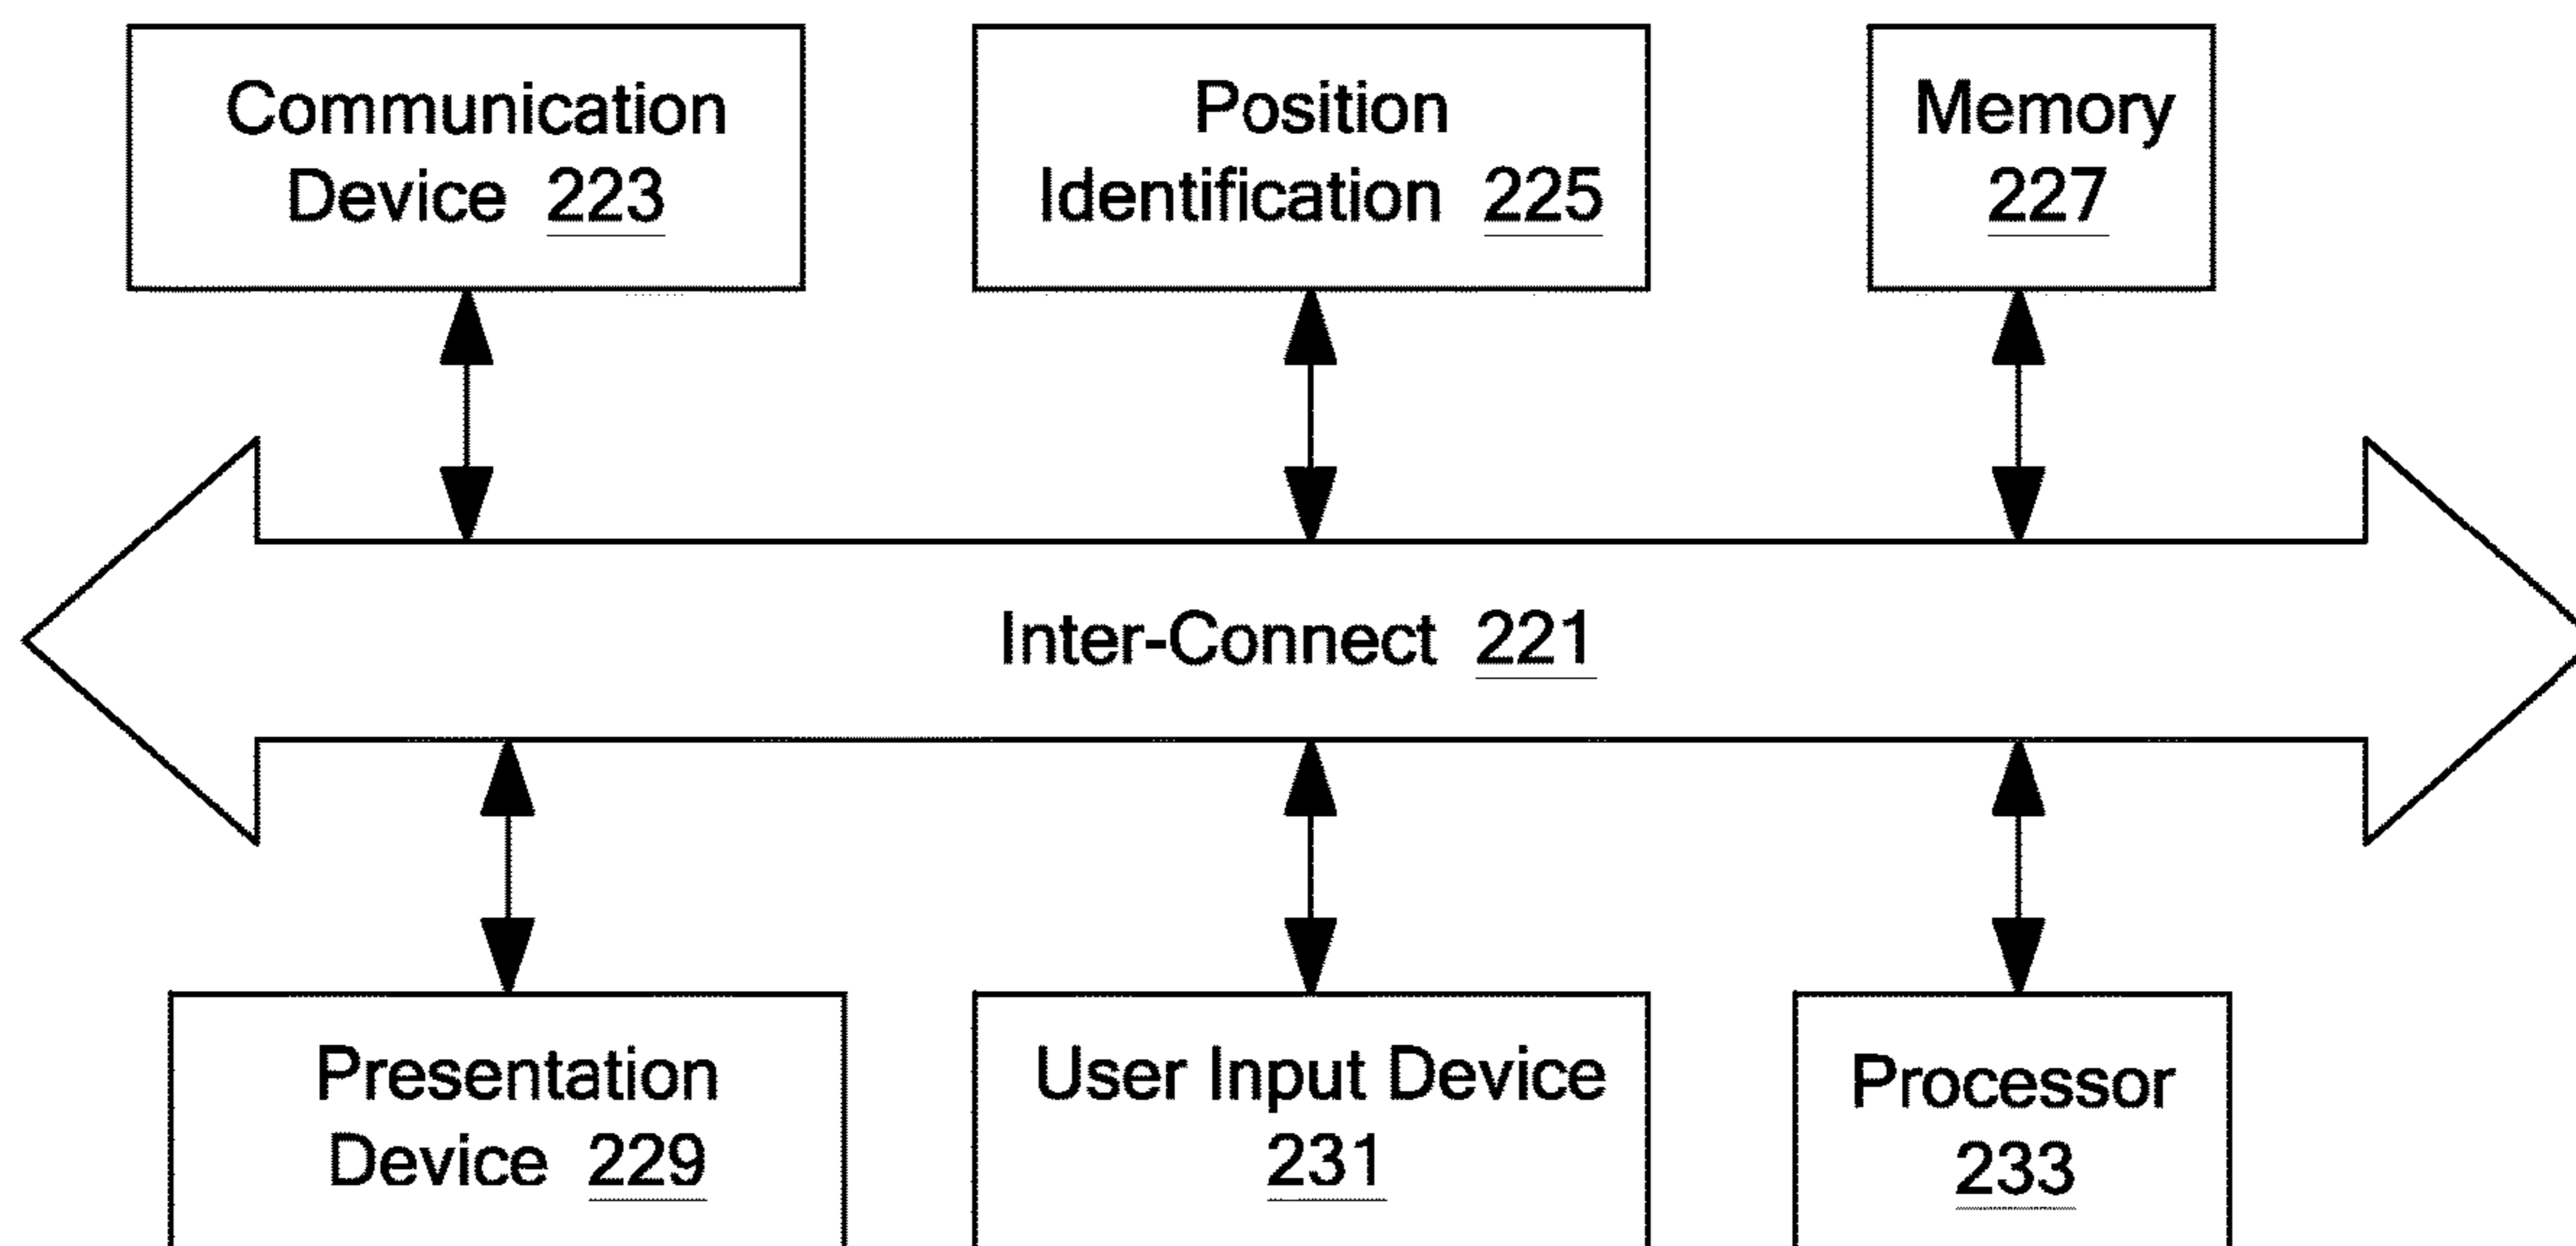 Communication
Device 223
Position
Identification 225
Memory
227
Inter-Connect 221
Presentation
Device 229
User Input Device
231
Processor
233